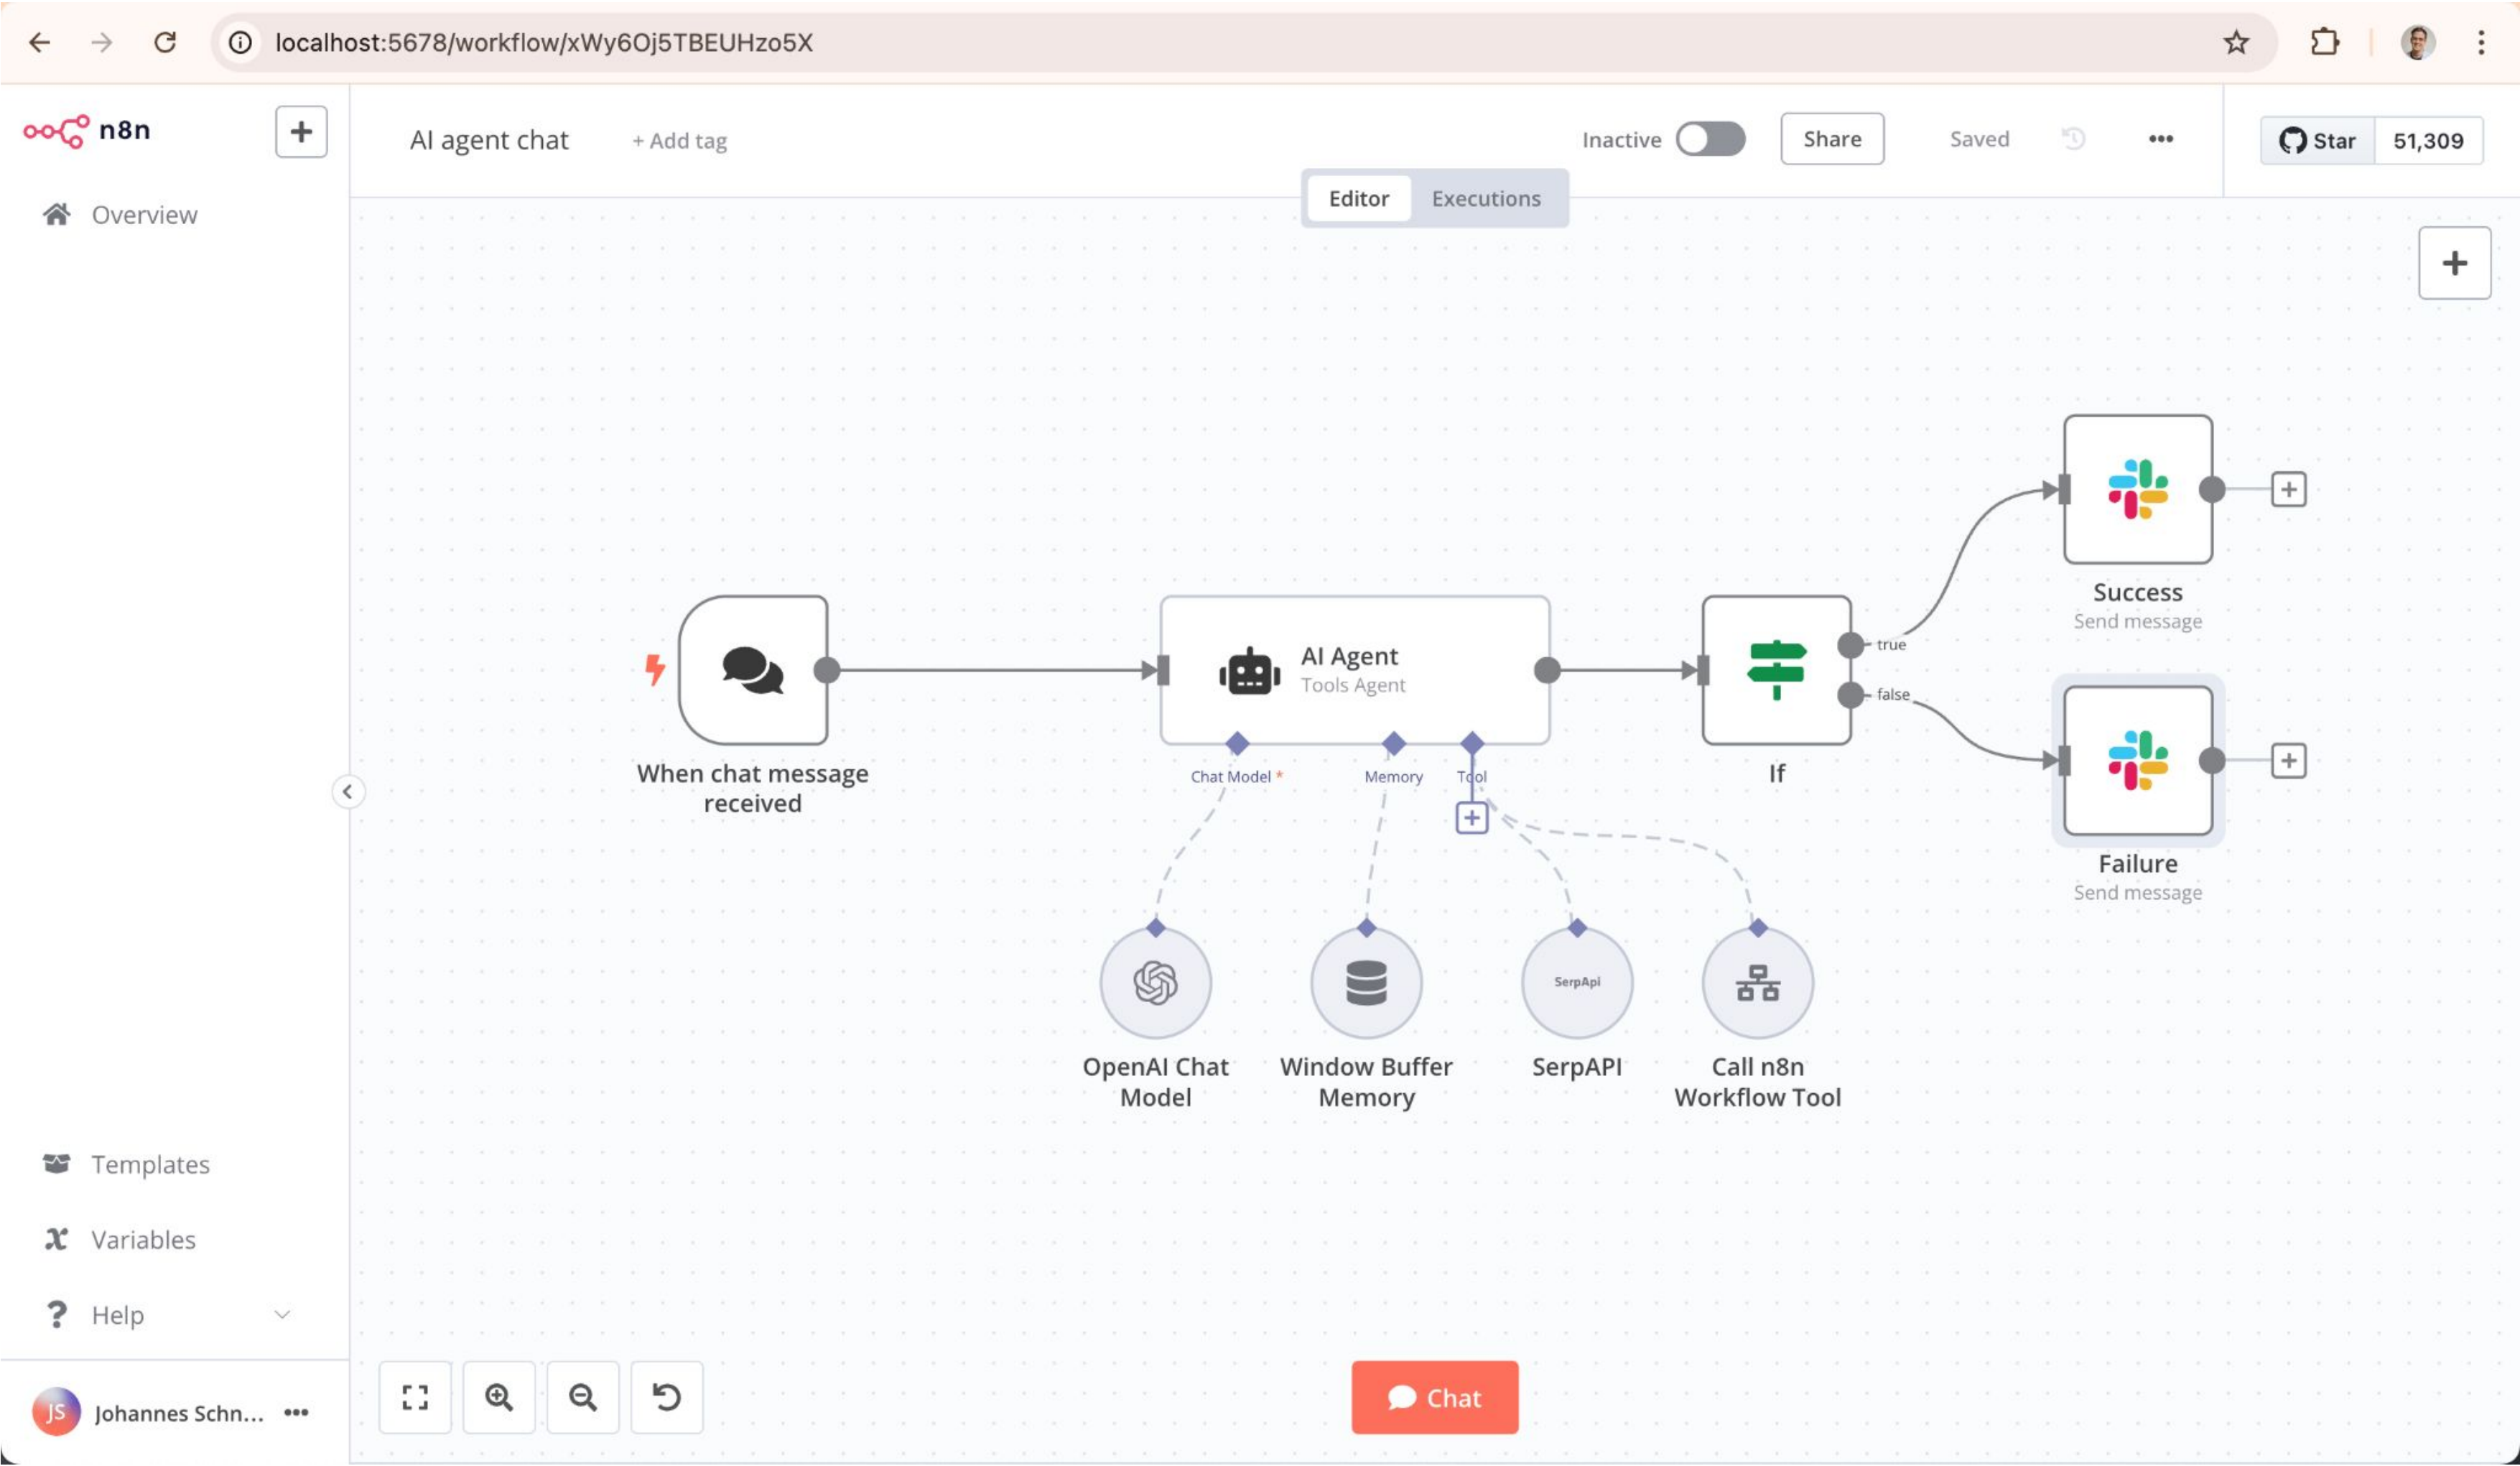 localhost:5678/workflow/xWy6Oj5TBEUHzo5X
n8n
AI agent chat
+ Add tag
Inactive
Share
Saved
Star
51,309
Editor
Executions
Overview
When chat message
received
AI Agent
Tools Agent
Chat Model *
Memory
Tool
If
true
false
Success
Send message
Failure
Send message
OpenAI Chat
Model
Window Buffer
Memory
SerpApi
SerpAPI
Call n8n
Workflow Tool
Templates
Variables
Help
JS
Johannes Schn...
Chat